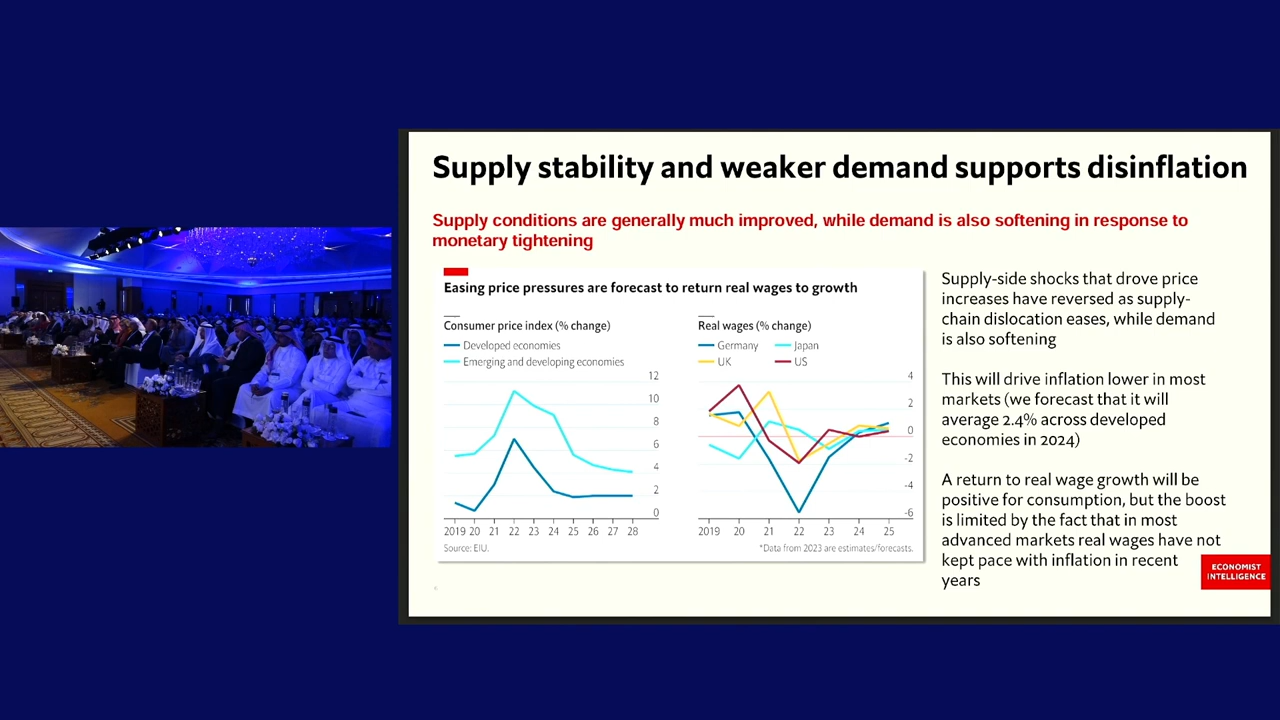 Supply stability and weaker demand supports disinflation
Supply conditions are generally much improved, while demand is also softening in response to
monetary tightening
Easing price pressures are forecast to return real wages to growth
Consumer price index (% change)
Developed economies
Emerging and developing economies
12
10
8
6
4
2
0
2019 20 21 22 23 24 25 26 27 28
Source: EIU.
Real wages (% change)
Germany Japan
UK US
4
2
0
-2
-4
-6
2019 20 21 22 23 24 25
*Data from 2023 are estimates/forecasts.
Supply-side shocks that drove price
increases have reversed as supply-
chain dislocation eases, while demand
is also softening
This will drive inflation lower in most
markets (we forecast that it will
average 2.4% across developed
economies in 2024)
A return to real wage growth will be
positive for consumption, but the boost
is limited by the fact that in most
advanced markets real wages have not
kept pace with inflation in recent
years
ECONOMIST
INTELLIGENCE